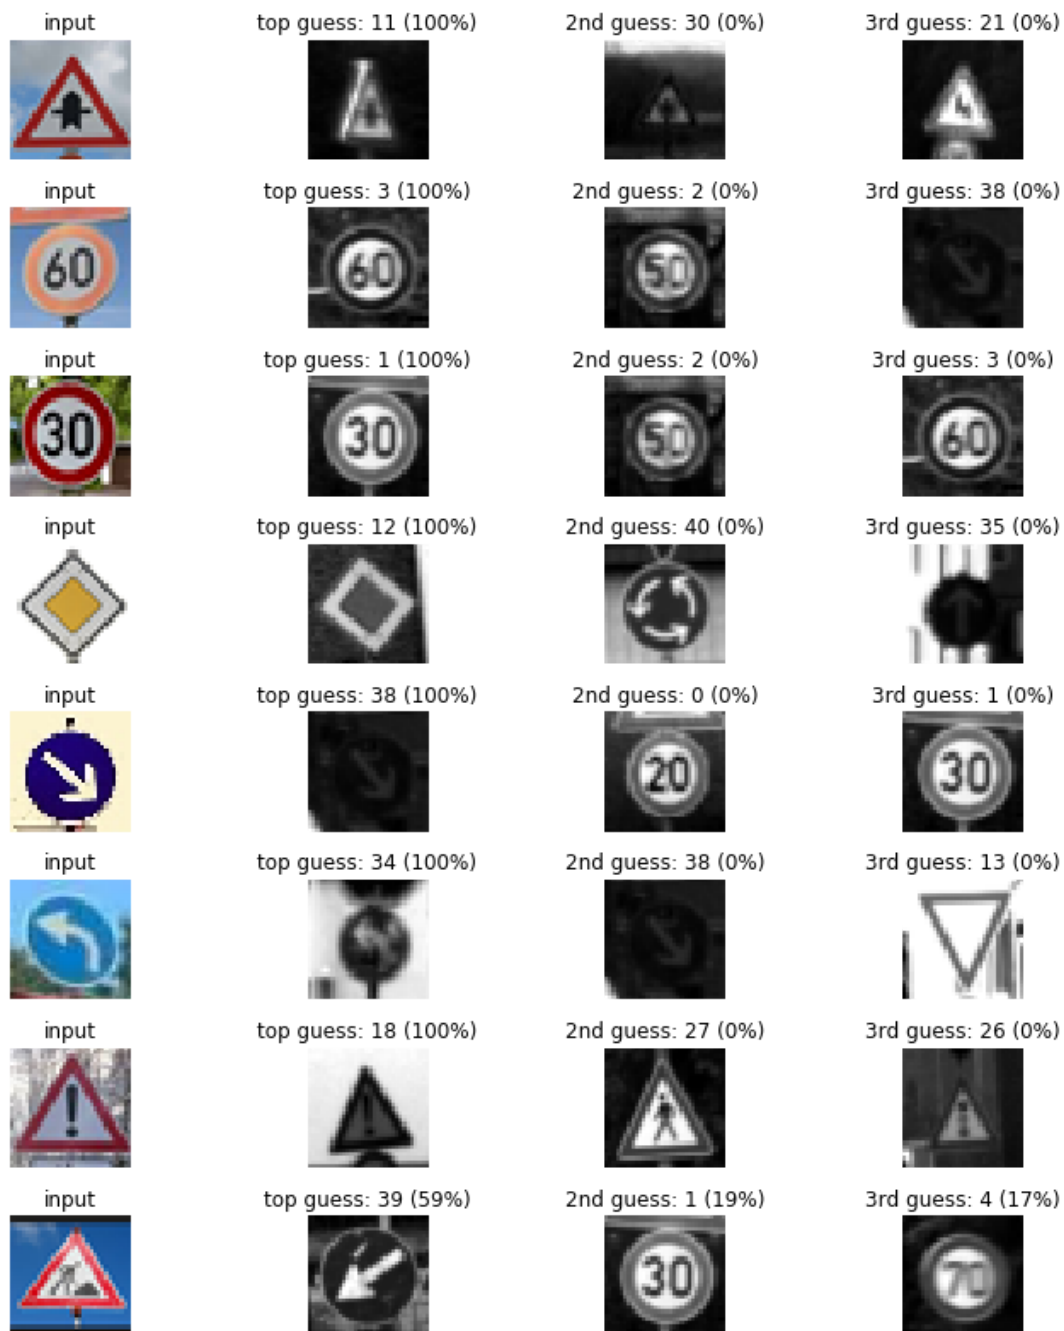 input top guess: 11 (100%) 2nd guess: 30 (0%) 3rd guess: 21 (0%)
input top guess: 3 (100%) 2nd guess: 2 (0%) 3rd guess: 38 (0%)
60 60 50
input top guess: 1 (100%) 2nd guess: 2 (0%) 3rd guess: 3 (0%)
30 30 50 60
input top guess: 12 (100%) 2nd guess: 40 (0%) 3rd guess: 35 (0%)
input top guess: 38 (100%) 2nd guess: 0 (0%) 3rd guess: 1 (0%)
20 30
input top guess: 34 (100%) 2nd guess: 38 (0%) 3rd guess: 13 (0%)
input top guess: 18 (100%) 2nd guess: 27 (0%) 3rd guess: 26 (0%)
! !
input top guess: 39 (59%) 2nd guess: 1 (19%) 3rd guess: 4 (17%)
30 70